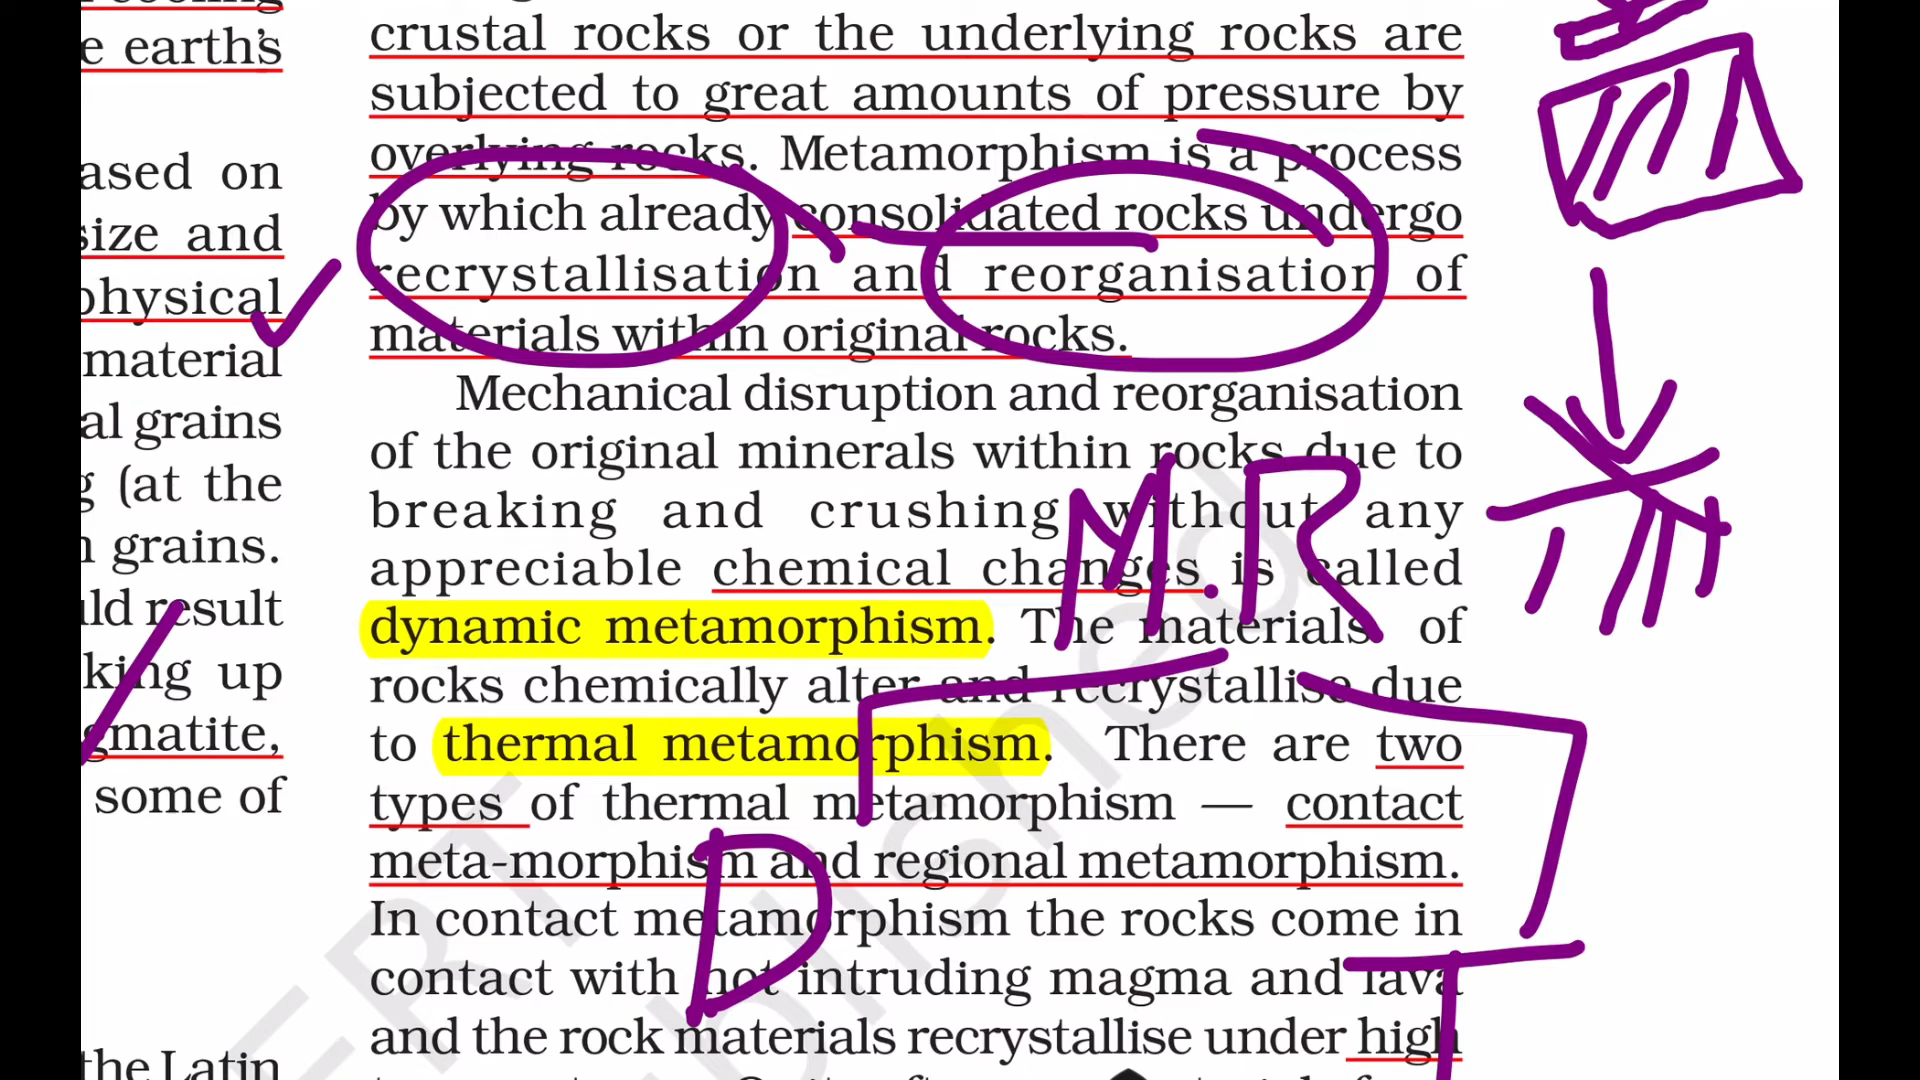 e earth's
ased on
size and
physical
material
al grains
g (at the
grains.
ld result
king up
gmatite,
some of
the Latin
crustal rocks or the underlying rocks are
subjected to great amounts of pressure by
overlying rocks. Metamorphism is a process
by which already consolidated rocks undergo
recrystallisation and reorganisation of
materials within original rocks.
Mechanical disruption and reorganisation
of the original minerals within rocks due to
breaking and crushing without any
appreciable chemical changes is called
dynamic metamorphism. The materials of
rocks chemically alter and recrystallise due
to thermal metamorphism. There are two
types of thermal metamorphism — contact
meta-morphism and regional metamorphism.
In contact metamorphism the rocks come in
contact with hot intruding magma and lava
and the rock materials recrystallise under high
M.R
D
T